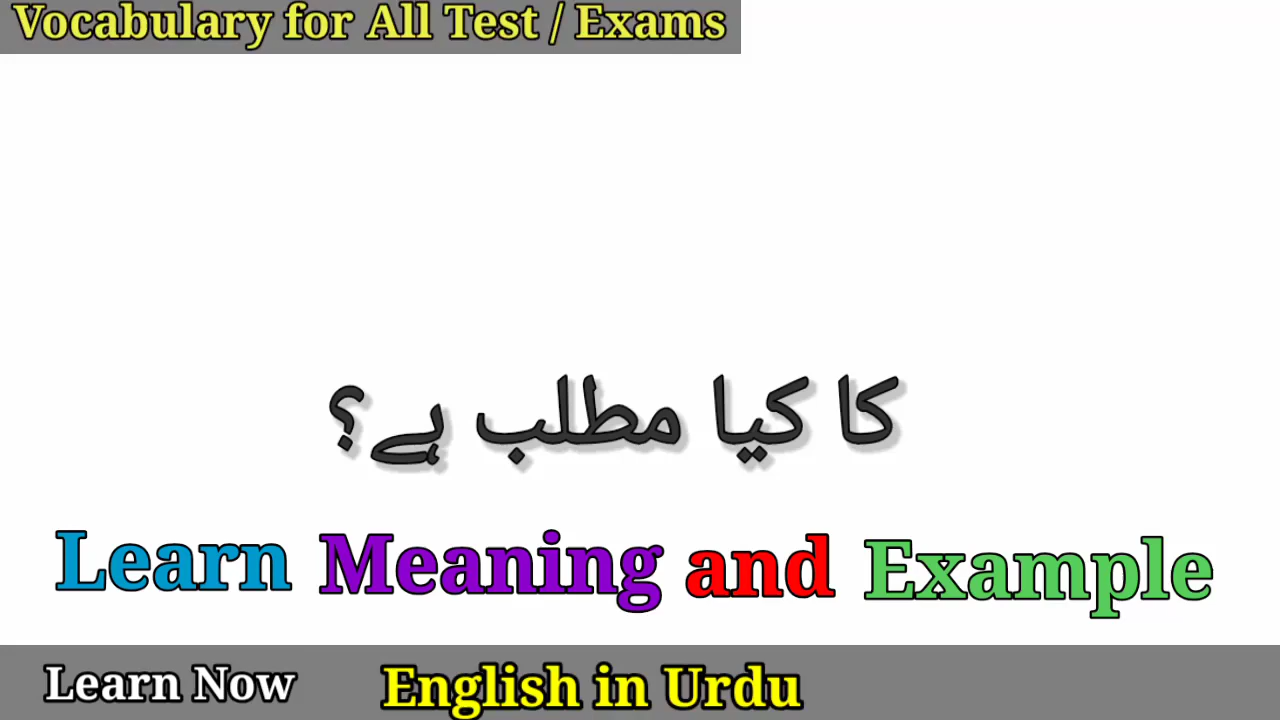 Vocabulary for All Test / Exams
کا کیا مطلب ہے؟
Learn Meaning and Example
Learn Now English in Urdu